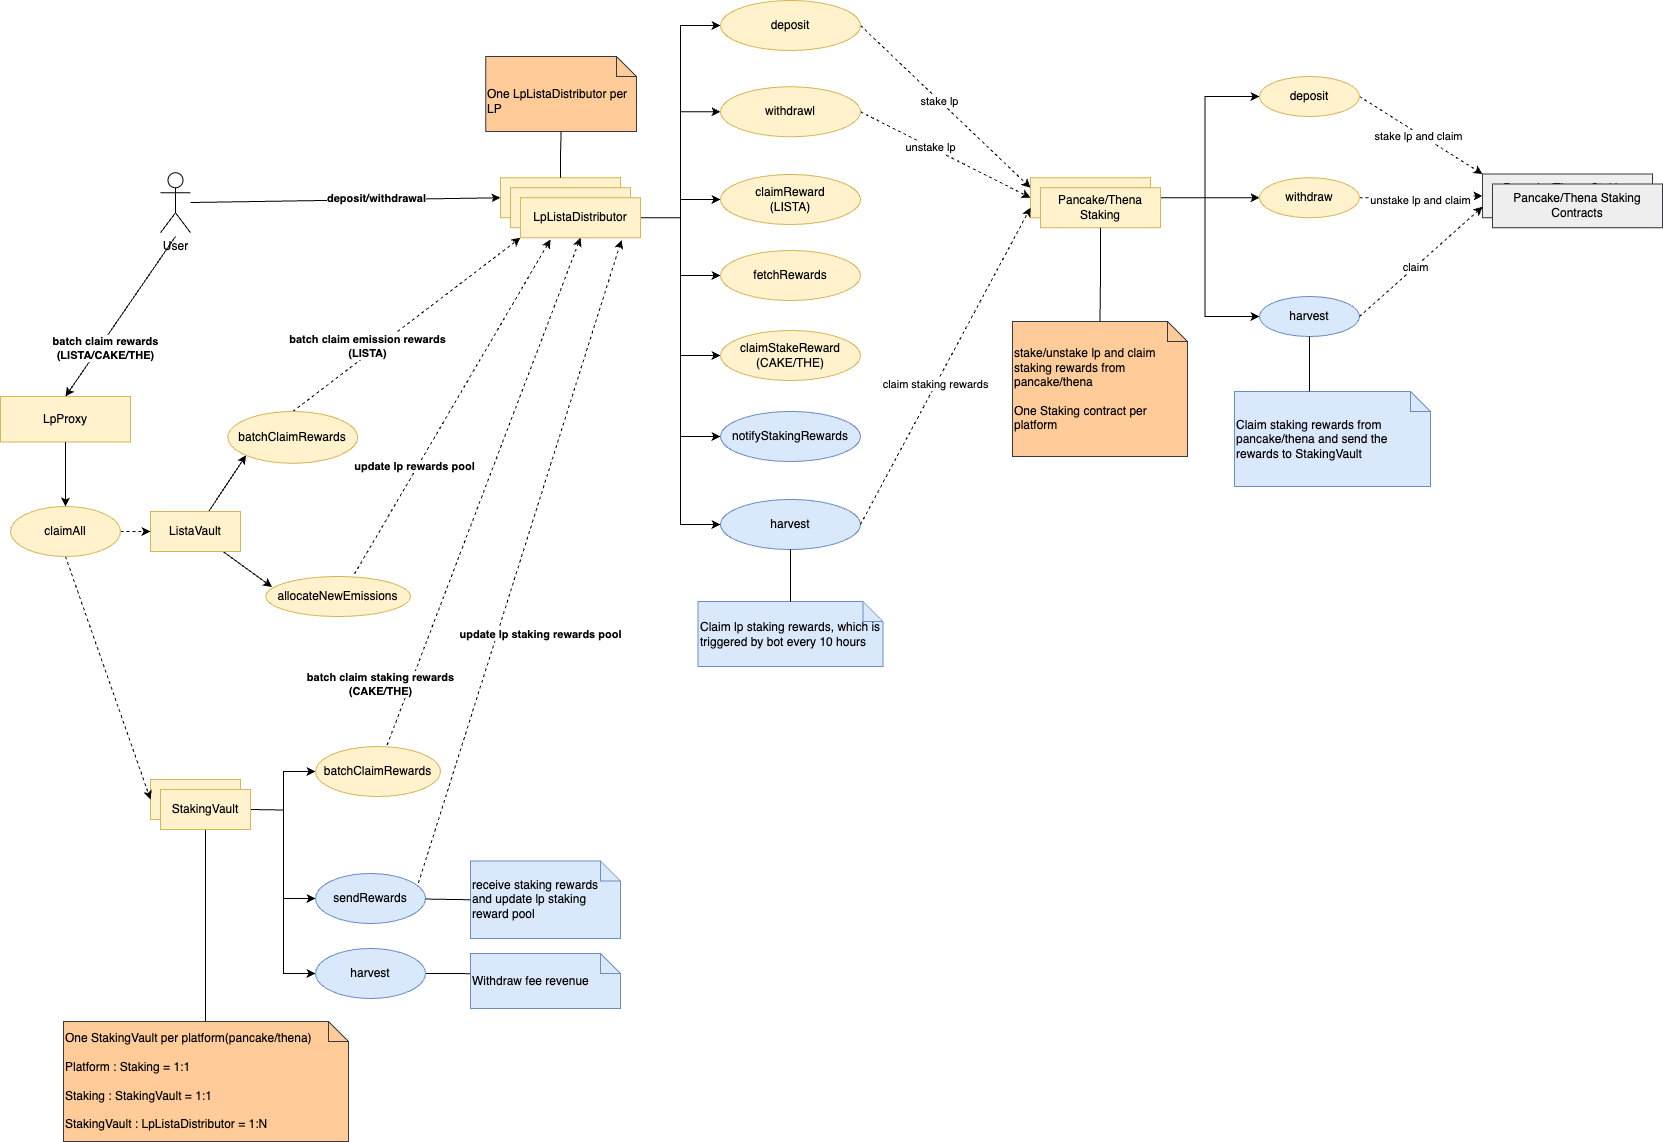 deposit
One LpListaDistributor per
LP
withdrawl
stake lp
unstake lp
deposit
stake lp and claim
User
deposit/withdrawal
LpListaDistributor
claimReward
(LISTA)
Pancake/Thena
Staking
withdraw
unstake lp and claim
Pancake/Thena Staking
Contracts
fetchRewards
claim
harvest
batch claim rewards
(LISTA/CAKE/THE)
batch claim emission rewards
(LISTA)
claimStakeReward
(CAKE/THE)
claim staking rewards
stake/unstake lp and claim
staking rewards from
pancake/thena
One Staking contract per
platform
Claim staking rewards from
pancake/thena and send the
rewards to StakingVault
LpProxy
batchClaimRewards
update lp rewards pool
notifyStakingRewards
claimAll
ListaVault
harvest
allocateNewEmissions
Claim lp staking rewards, which is
triggered by bot every 10 hours
update lp staking rewards pool
batch claim staking rewards
(CAKE/THE)
batchClaimRewards
StakingVault
sendRewards
receive staking rewards
and update lp staking
reward pool
harvest
Withdraw fee revenue
One StakingVault per platform(pancake/thena)
Platform : Staking = 1:1
Staking : StakingVault = 1:1
StakingVault : LpListaDistributor = 1:N